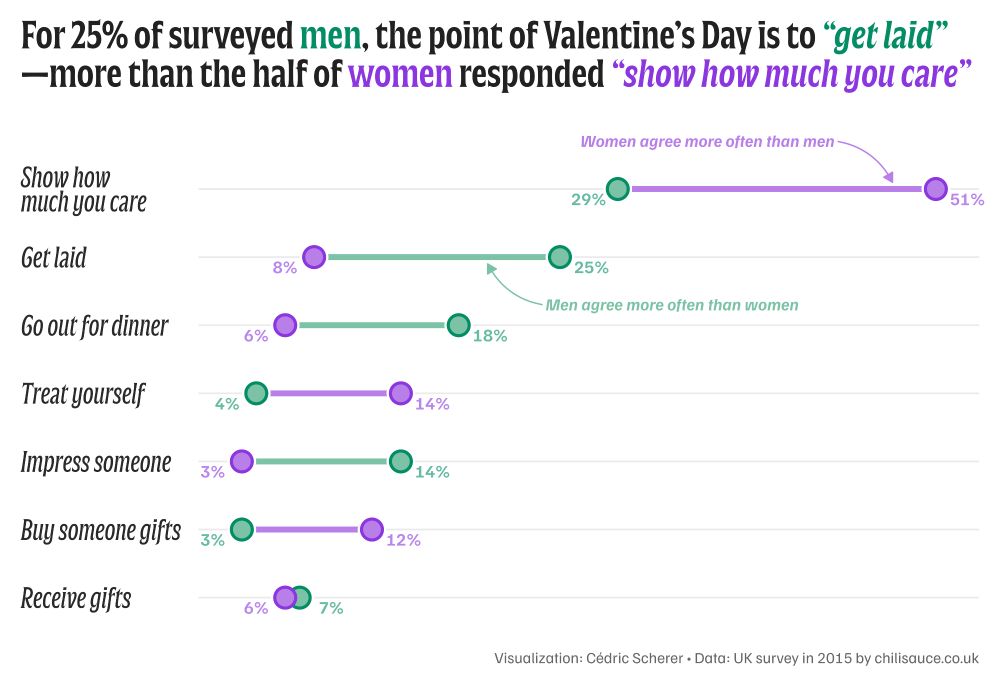 For 25% of surveyed men, the point of Valentine’s Day is to “get laid”
—more than the half of women responded “show how much you care”
Women agree more often than men
Show how
much you care
29%
51%
Get laid
8%
25%
Men agree more often than women
Go out for dinner
6%
18%
Treat yourself
4%
14%
Impress someone
3%
14%
Buy someone gifts
3%
12%
Receive gifts
6%
7%
Visualization: Cédric Scherer • Data: UK survey in 2015 by chilisauce.co.uk